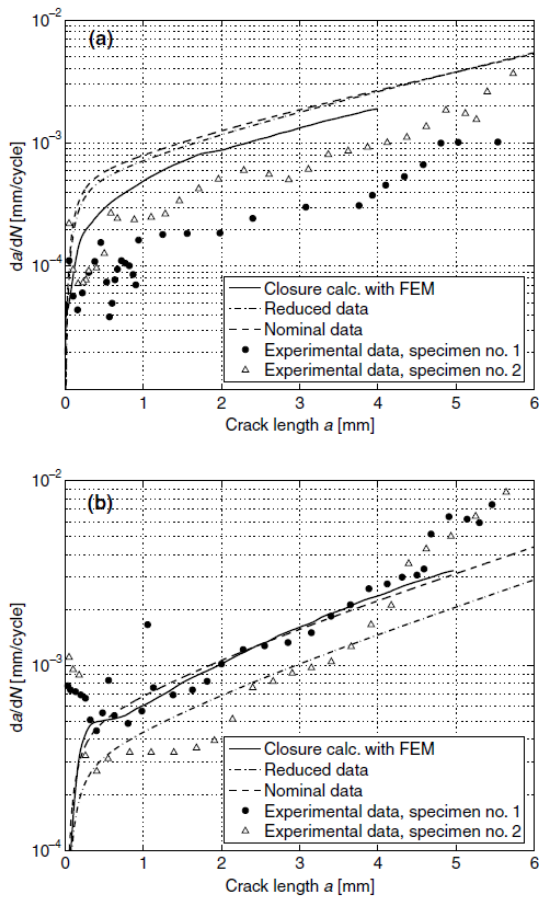 (a)
10⁻²
10⁻³
10⁻⁴
da/dN [mm/cycle]
Closure calc. with FEM
Reduced data
Nominal data
Experimental data, specimen no. 1
Experimental data, specimen no. 2
0 1 2 3 4 5 6
Crack length a [mm]
(b)
10⁻²
10⁻³
10⁻⁴
da/dN [mm/cycle]
Closure calc. with FEM
Reduced data
Nominal data
Experimental data, specimen no. 1
Experimental data, specimen no. 2
0 1 2 3 4 5 6
Crack length a [mm]